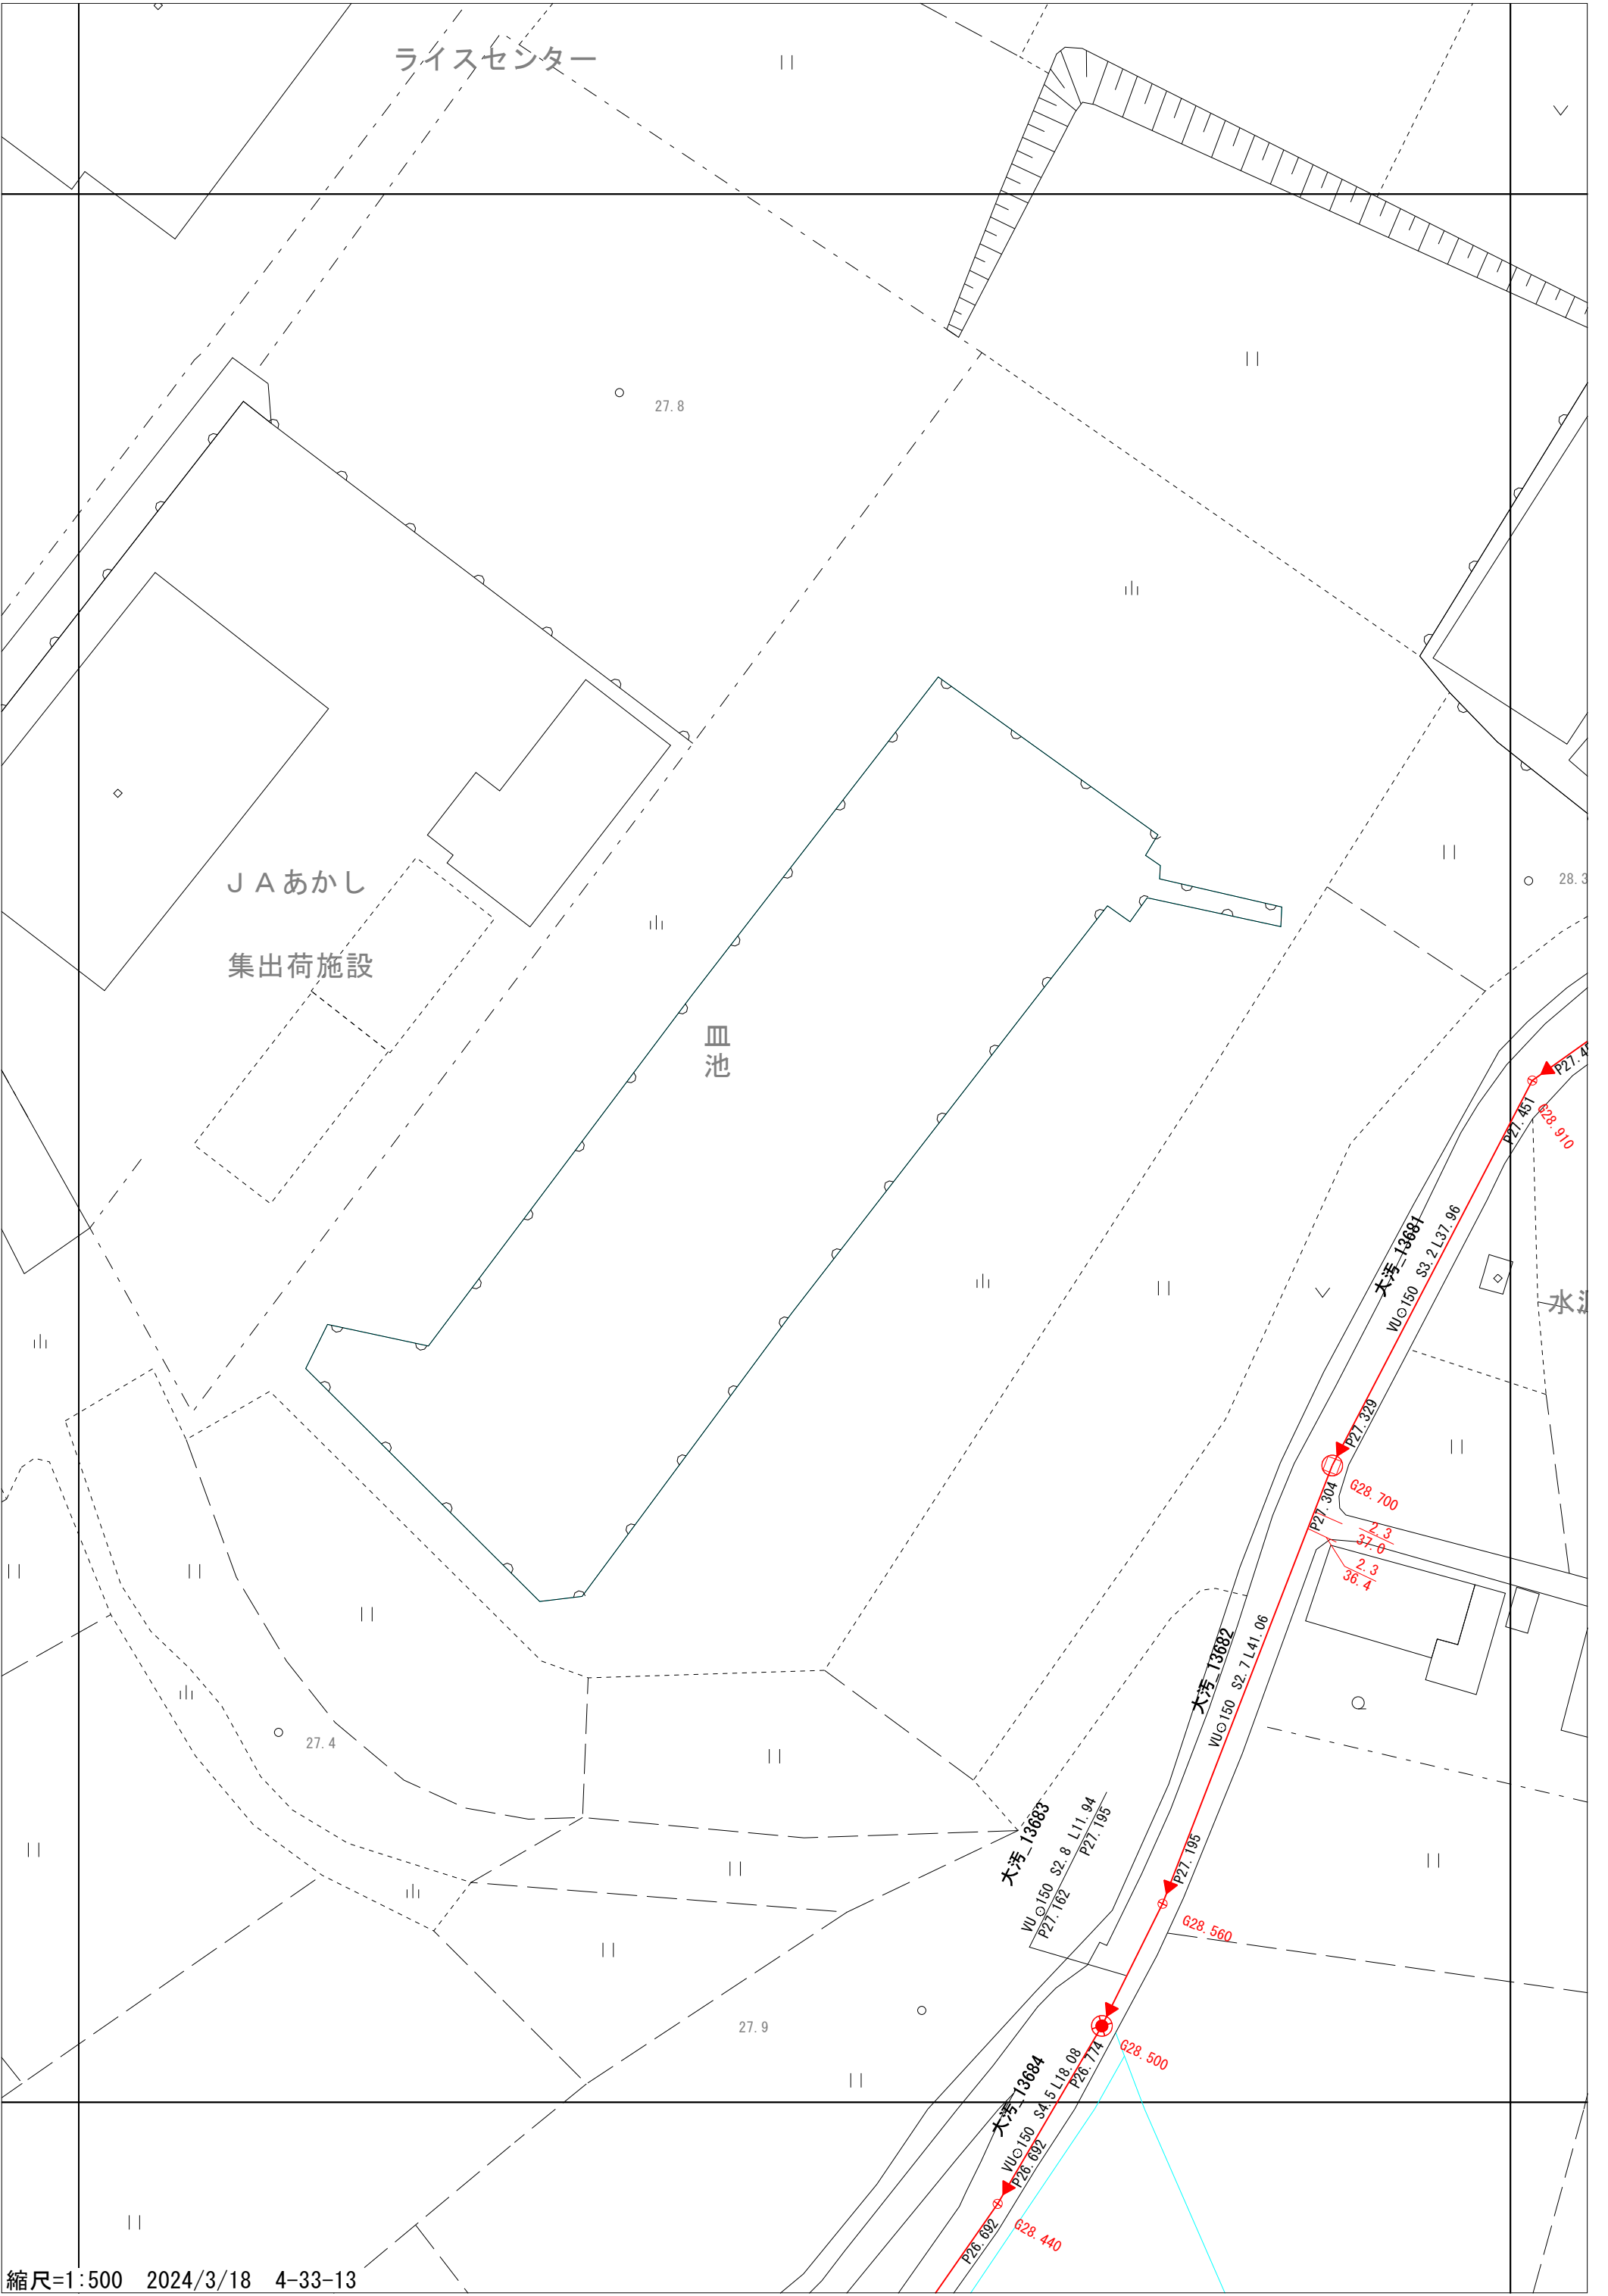 ライスセンター
27.8
JAあかし
集出荷施設
皿池
28.3
P27.451
G28.910
大汚_13681
VU⊙150 S3.2 L37.96
P27.329
G28.700
P27.304
2.3
37.0
2.3
36.4
大汚_13682
VU⊙150 S2.7 L41.06
P27.195
G28.560
大汚_13683
VU⊙150 S2.8 L11.94
P27.162 P27.195
27.4
27.9
G28.500
P26.774
大汚_13684
VU⊙150 S4.5 L18.08
P26.692
P26.692
G28.440
縮尺=1:500 2024/3/18 4-33-13